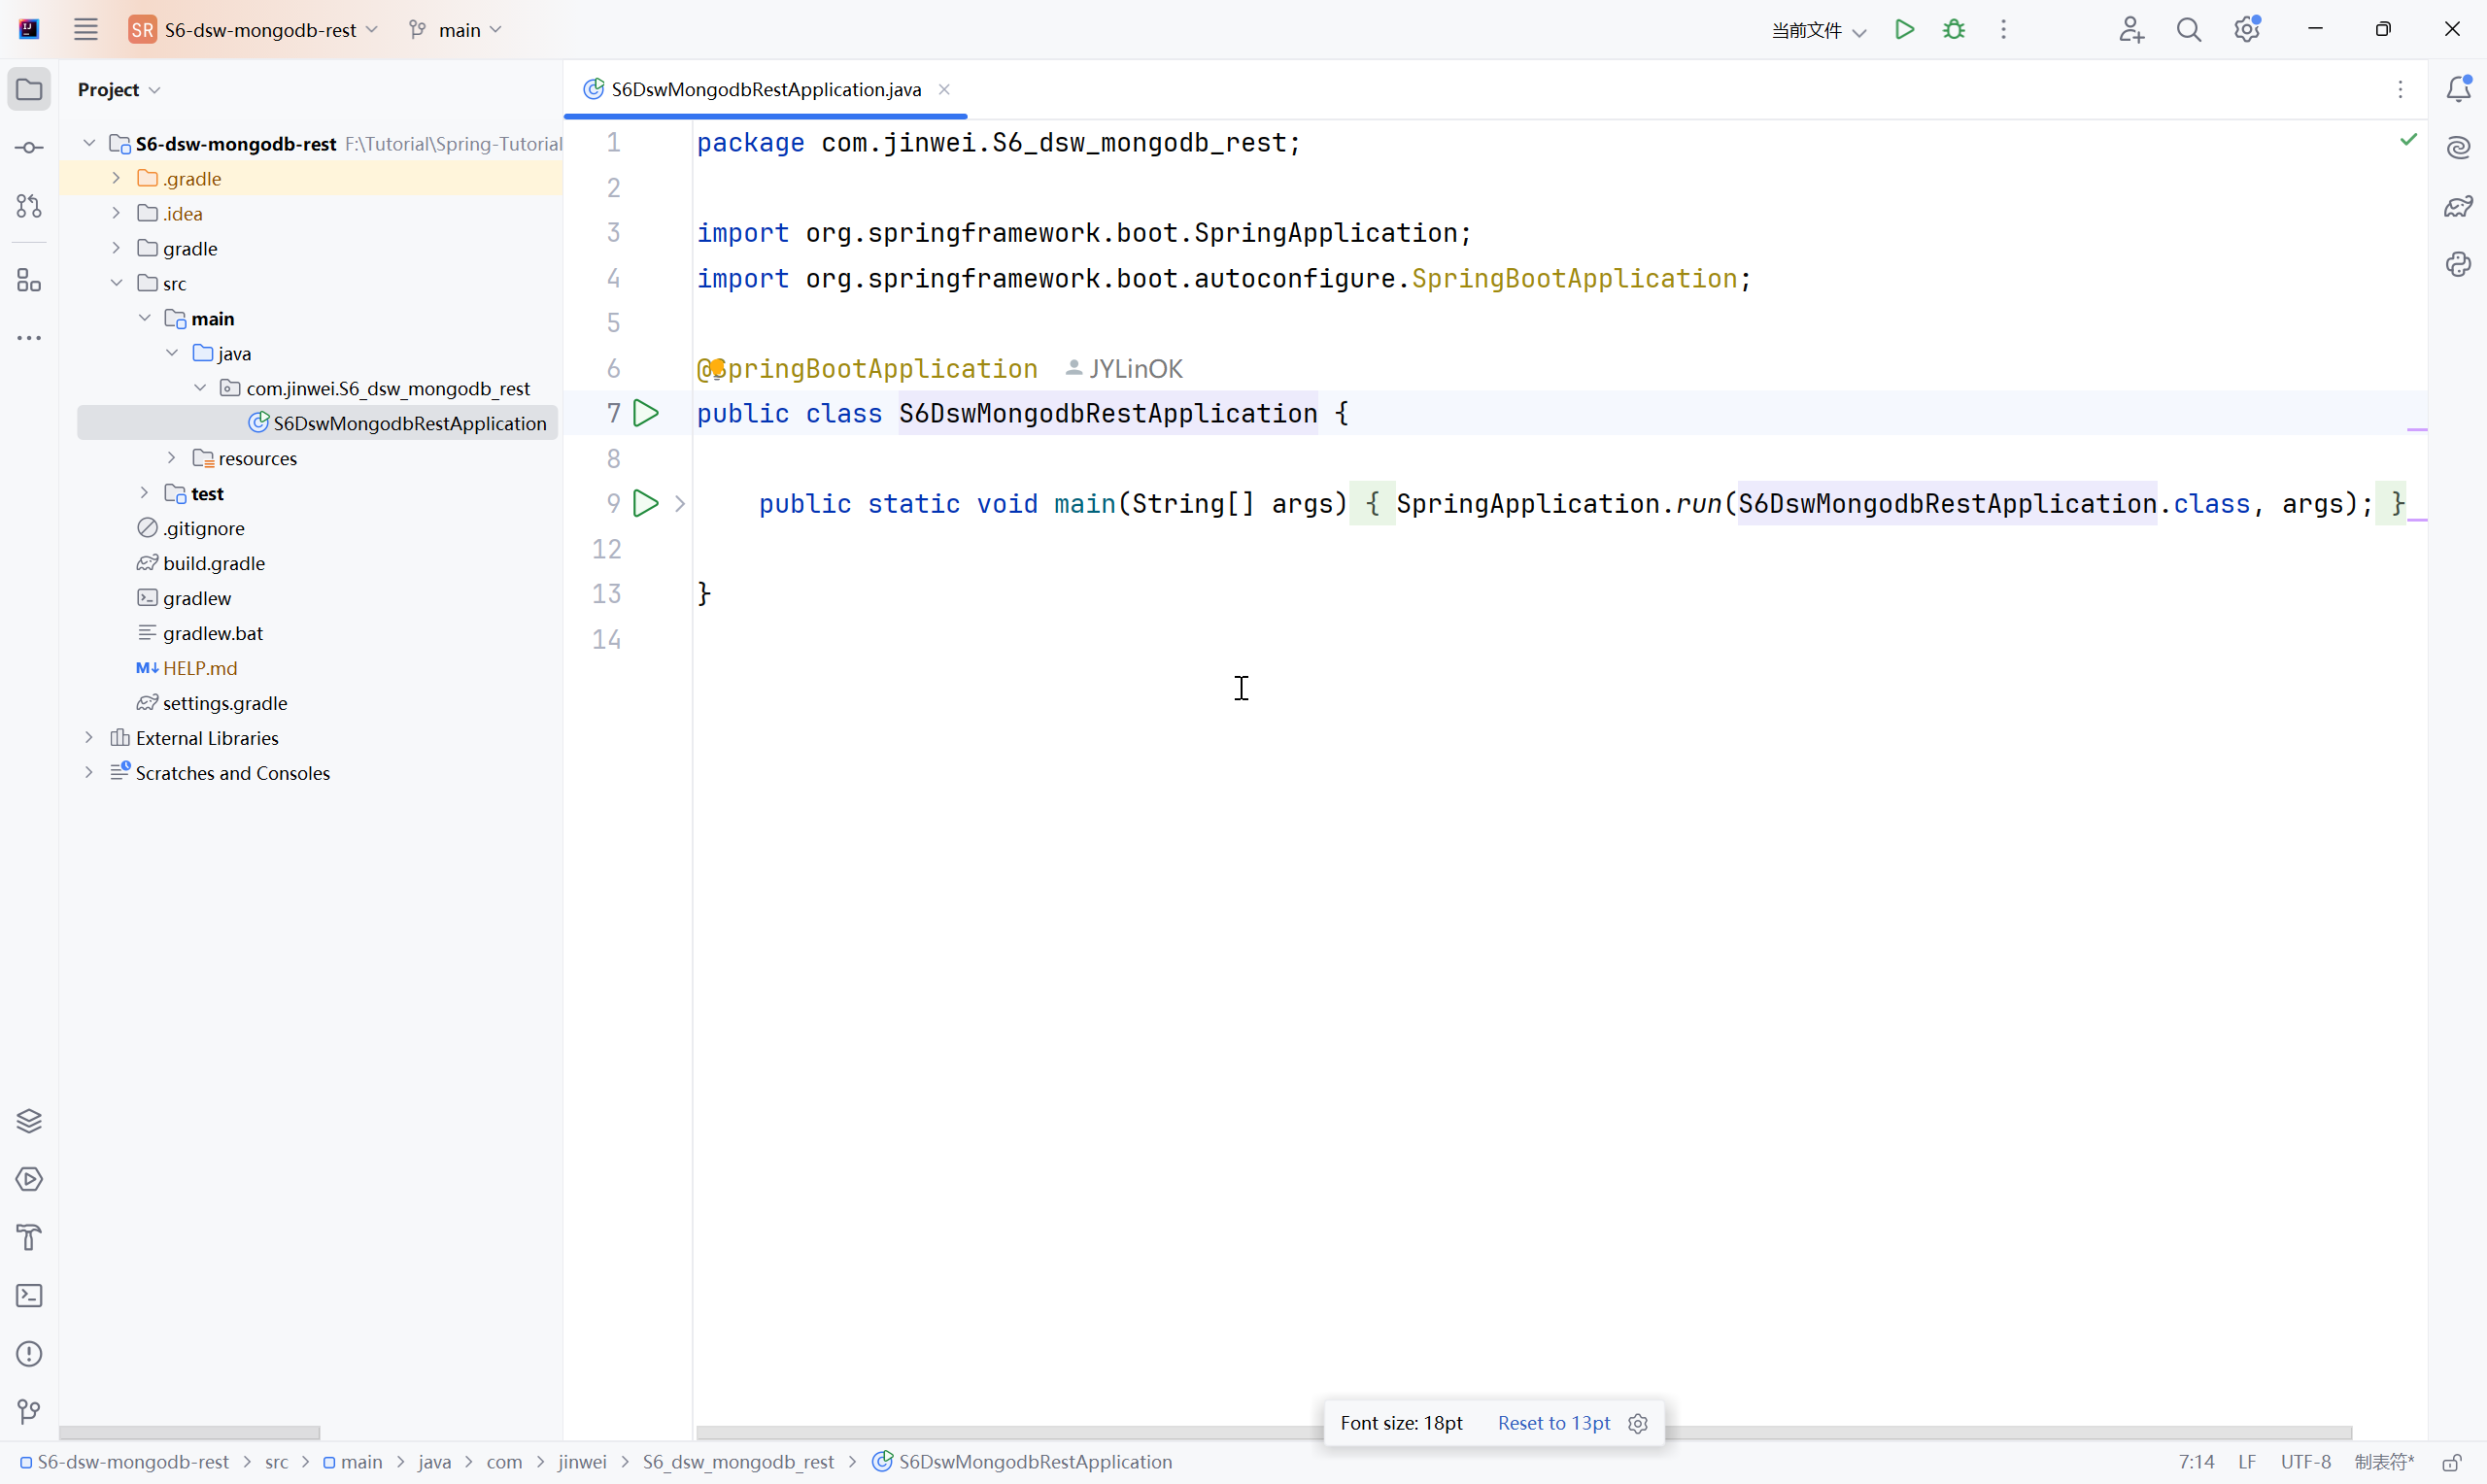 SR S6-dsw-mongodb-rest main 当前文件
Project
S6DswMongodbRestApplication.java
S6-dsw-mongodb-rest F:\Tutorial\Spring-Tutorial
.gradle
.idea
gradle
src
main
java
com.jinwei.S6_dsw_mongodb_rest
S6DswMongodbRestApplication
resources
test
.gitignore
build.gradle
gradlew
gradlew.bat
M↓ HELP.md
settings.gradle
External Libraries
Scratches and Consoles
1 package com.jinwei.S6_dsw_mongodb_rest;
2
3 import org.springframework.boot.SpringApplication;
4 import org.springframework.boot.autoconfigure.SpringBootApplication;
5
6 @SpringBootApplication JYLinOK
7 public class S6DswMongodbRestApplication {
8
9 public static void main(String[] args) { SpringApplication.run(S6DswMongodbRestApplication.class, args); }
12
13 }
14
Font size: 18pt Reset to 13pt
S6-dsw-mongodb-rest > src > main > java > com > jinwei > S6_dsw_mongodb_rest > S6DswMongodbRestApplication
7:14 LF UTF-8 制表符*